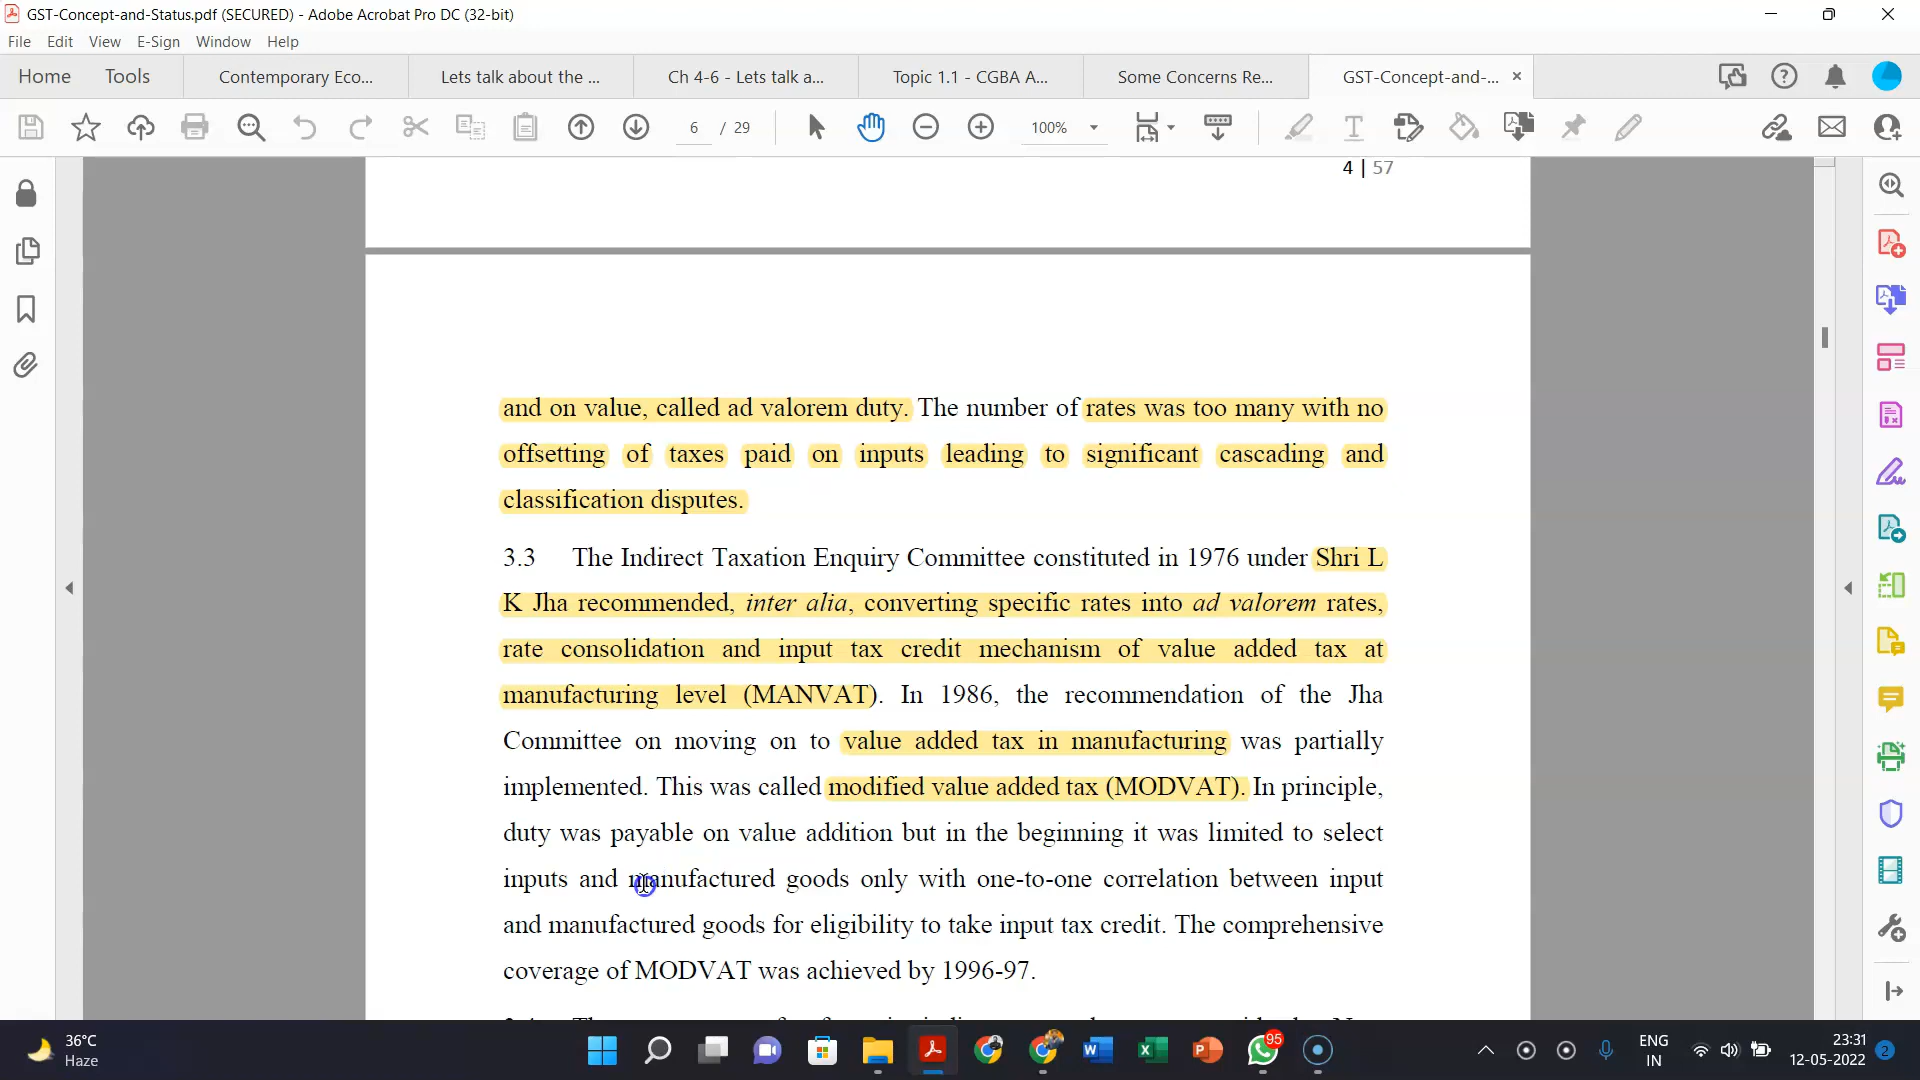 GST-Concept-and-Status.pdf (SECURED) - Adobe Acrobat Pro DC (32-bit)
File Edit View E-Sign Window Help
Home Tools Contemporary Eco... Lets talk about the ... Ch 4-6 - Lets talk a... Topic 1.1 - CGBA A... Some Concerns Re... GST-Concept-and-... ×
6 / 29 100%
4 | 57
and on value, called ad valorem duty. The number of rates was too many with no
offsetting of taxes paid on inputs leading to significant cascading and
classification disputes.
3.3 The Indirect Taxation Enquiry Committee constituted in 1976 under Shri L
K Jha recommended, inter alia, converting specific rates into ad valorem rates,
rate consolidation and input tax credit mechanism of value added tax at
manufacturing level (MANVAT). In 1986, the recommendation of the Jha
Committee on moving on to value added tax in manufacturing was partially
implemented. This was called modified value added tax (MODVAT). In principle,
duty was payable on value addition but in the beginning it was limited to select
inputs and manufactured goods only with one-to-one correlation between input
and manufactured goods for eligibility to take input tax credit. The comprehensive
coverage of MODVAT was achieved by 1996-97.
36°C
Haze
95
ENG
IN
23:31
12-05-2022
2